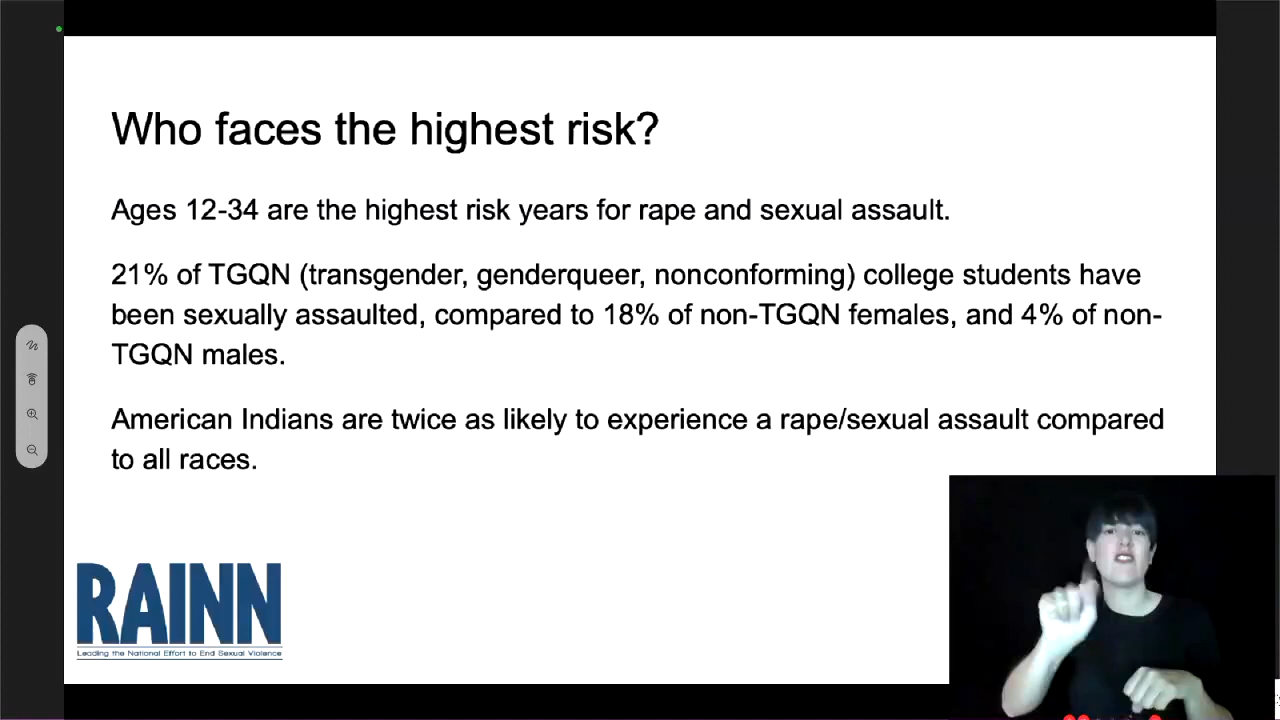 Who faces the highest risk?
Ages 12-34 are the highest risk years for rape and sexual assault.
21% of TGQN (transgender, genderqueer, nonconforming) college students have
been sexually assaulted, compared to 18% of non-TGQN females, and 4% of non-
TGQN males.
American Indians are twice as likely to experience a rape/sexual assault compared
to all races.
RAINN
Leading the National Effort to End Sexual Violence